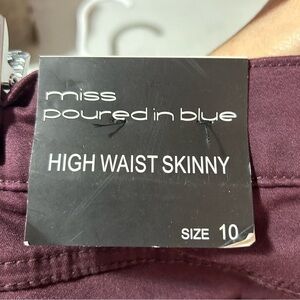 miss
poured in blue
HIGH WAIST SKINNY
SIZE 10